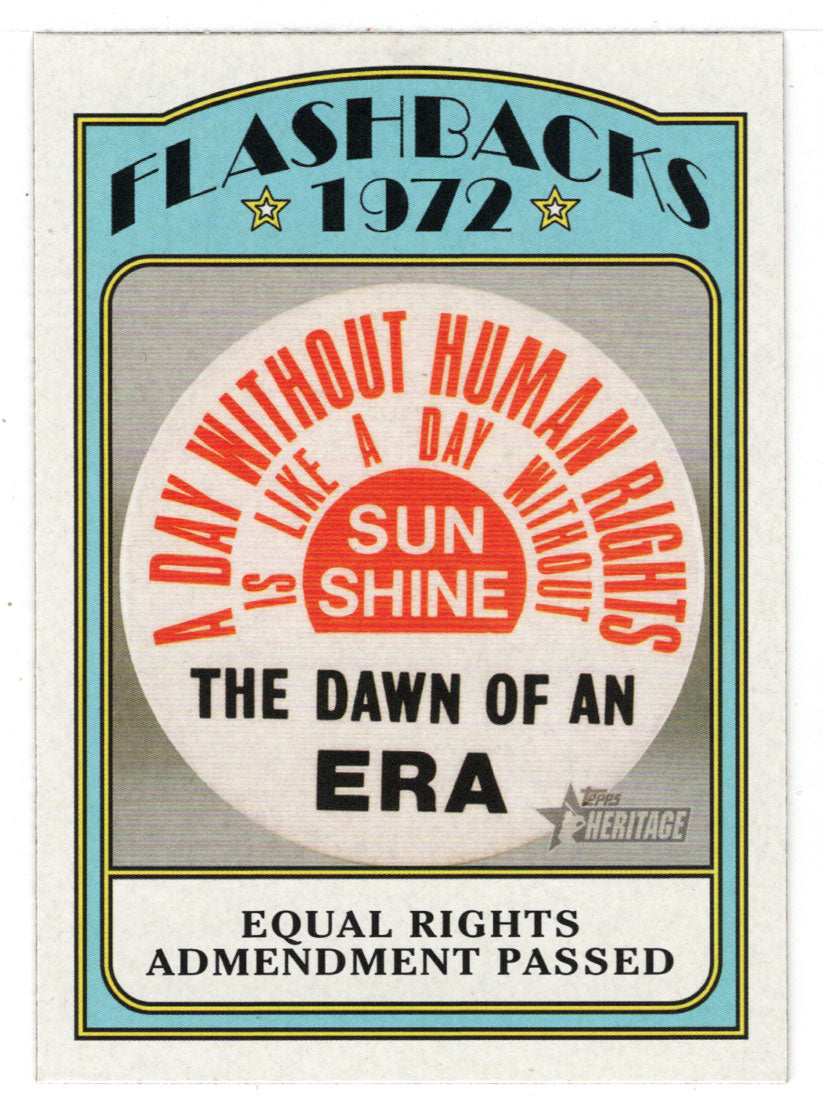 FLASHBACKS
1972
A DAY WITHOUT HUMAN RIGHTS
IS LIKE A DAY WITHOUT
SUN
SHINE
THE DAWN OF AN
ERA
Topps
HERITAGE
EQUAL RIGHTS
ADMENDMENT PASSED